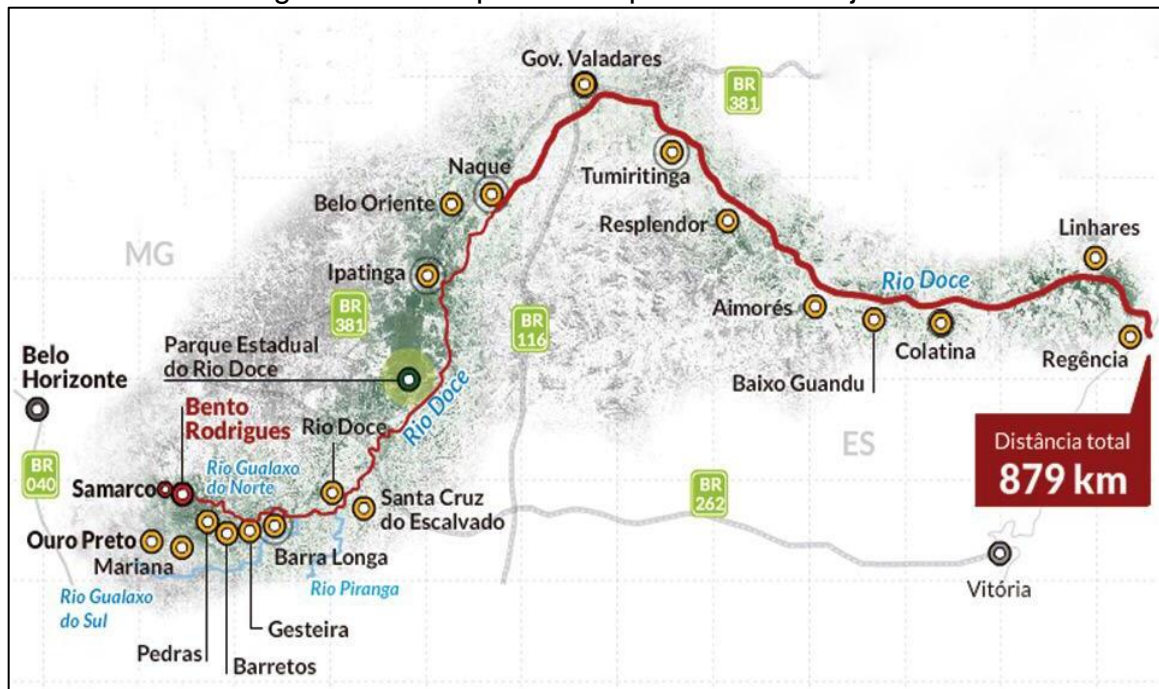 Gov. Valadares
BR
381
Naque
Tumiritinga
Belo Oriente
Resplendor
Linhares
MG
Ipatinga
Rio Doce
BR
381
Aimorés
BR
116
Parque Estadual
do Rio Doce
Colatina
Regência
Belo
Horizonte
Baixo Guandu
Bento
Rodrigues
Rio Doce
Rio Doce
Distância total
879 km
ES
BR
040
Samarco
Rio Gualaxo
do Norte
BR
262
Santa Cruz
do Escalvado
Ouro Preto
Mariana
Barra Longa
Rio Piranga
Vitória
Rio Gualaxo
do Sul
Gesteira
Pedras
Barretos